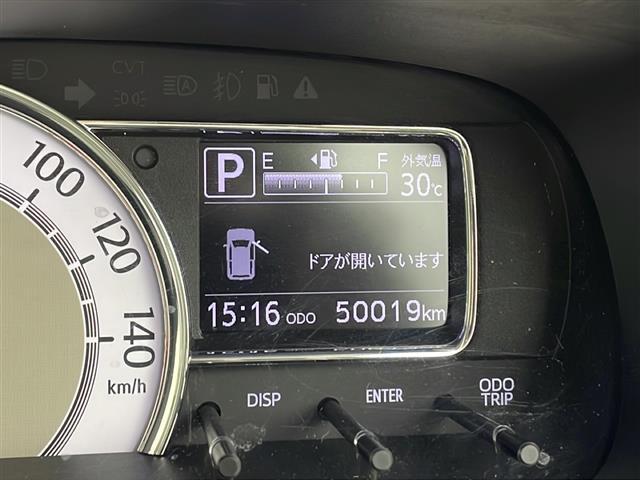 CVT
P E F 外気温
30℃
ドアが開いています
15:16 ODO 50019km
100
120
140
km/h
DISP
ENTER
ODO
TRIP